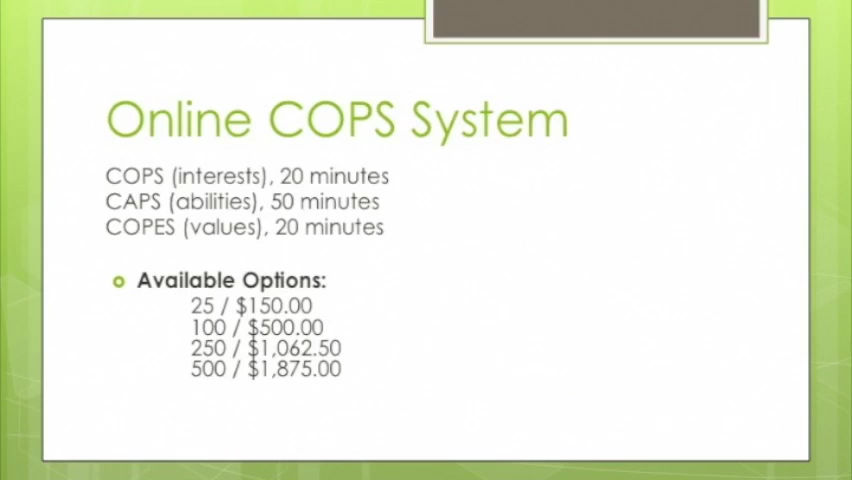 Online COPS System
COPS (interests), 20 minutes
CAPS (abilities), 50 minutes
COPES (values), 20 minutes
Available Options:
25 / $150.00
100 / $500.00
250 / $1,062.50
500 / $1,875.00